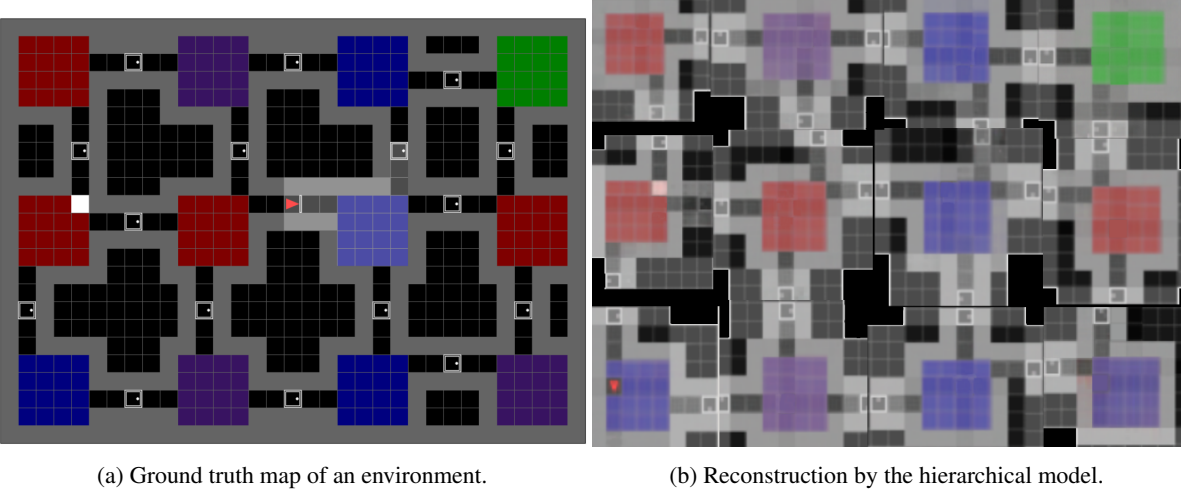 (a) Ground truth map of an environment.
(b) Reconstruction by the hierarchical model.